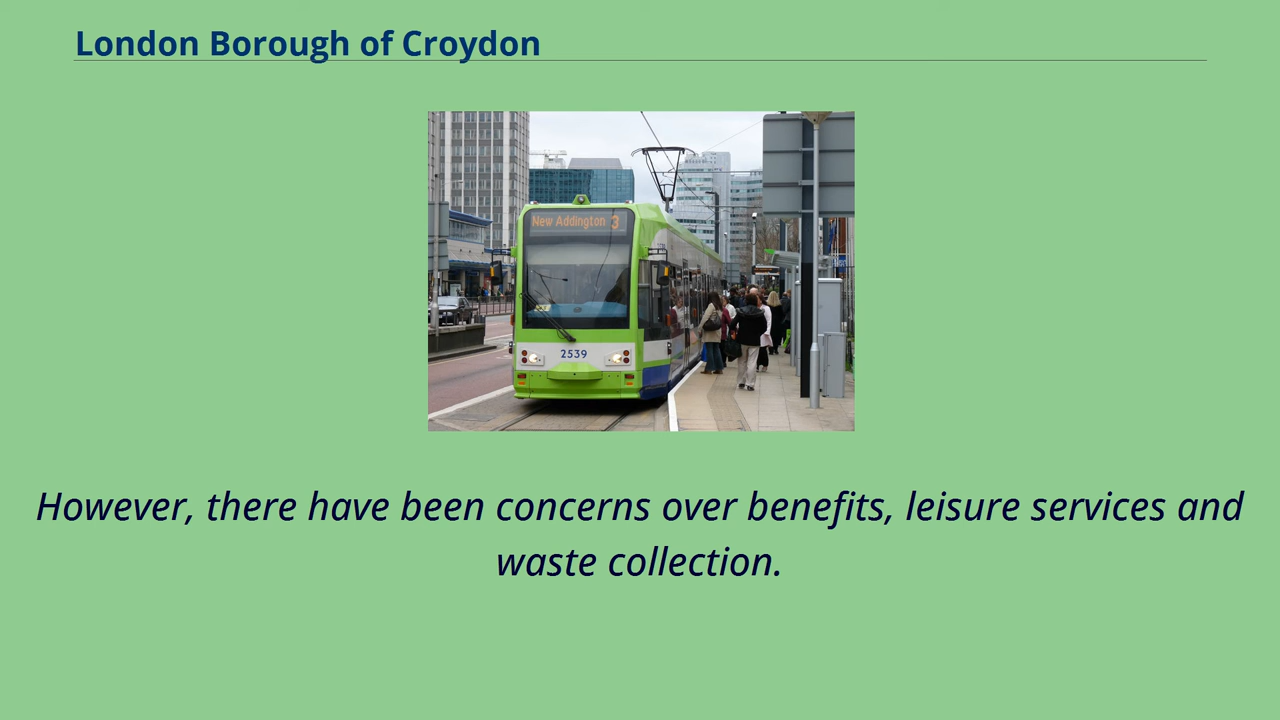 London Borough of Croydon
New Addington 3
2539
However, there have been concerns over benefits, leisure services and
waste collection.